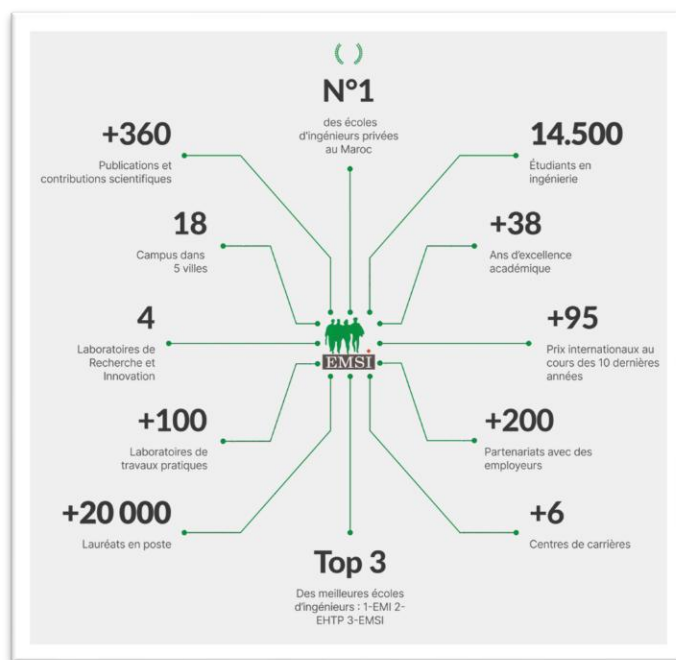 N°1
des écoles
d'ingénieurs privées
au Maroc
+360
Publications et
contributions scientifiques
14.500
Étudiants en
ingénierie
18
Campus dans
5 villes
+38
Ans d'excellence
académique
4
Laboratoires de
Recherche et
Innovation
EMSI
+95
Prix internationaux au
cours des 10 dernières
années
+100
Laboratoires de
travaux pratiques
+200
Partenariats avec des
employeurs
+20 000
Lauréats en poste
+6
Centres de carrières
Top 3
Des meilleures écoles
d'ingénieurs : 1-EMI 2-
EHTP 3-EMSI